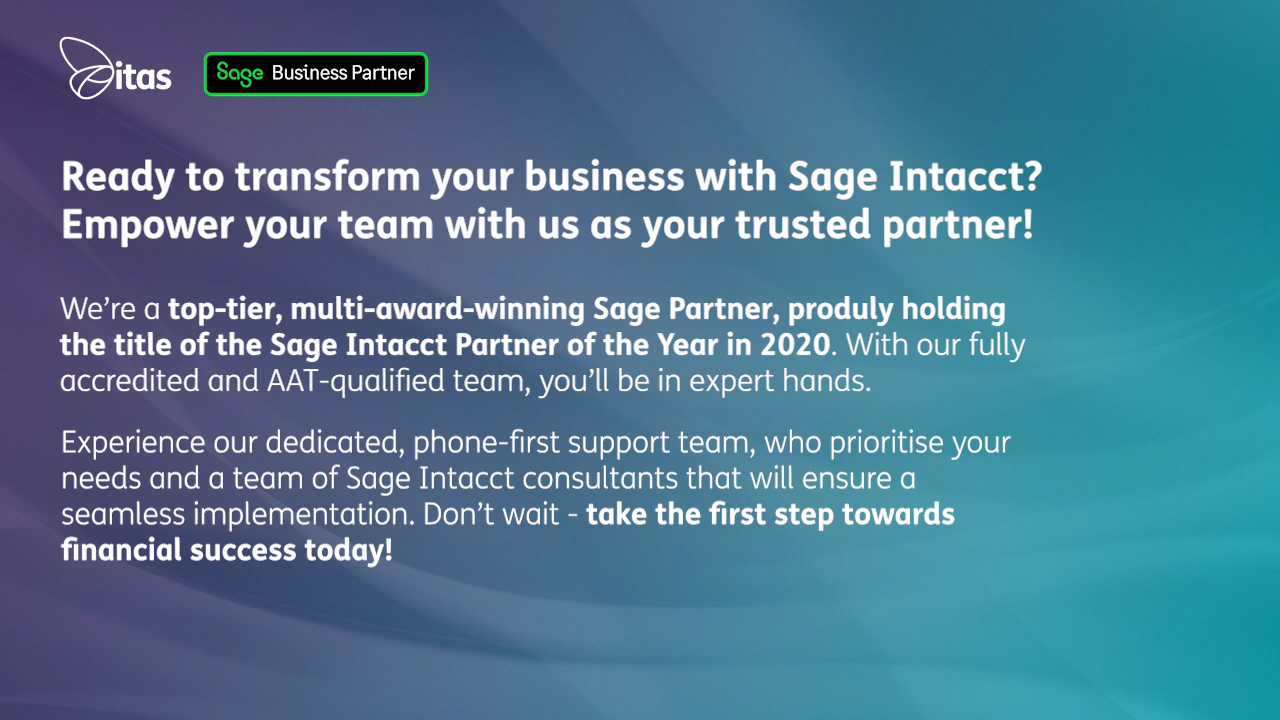 itas
Sage Business Partner
Ready to transform your business with Sage Intacct?
Empower your team with us as your trusted partner!
We’re a top-tier, multi-award-winning Sage Partner, produly holding
the title of the Sage Intacct Partner of the Year in 2020. With our fully
accredited and AAT-qualified team, you’ll be in expert hands.
Experience our dedicated, phone-first support team, who prioritise your
needs and a team of Sage Intacct consultants that will ensure a
seamless implementation. Don’t wait - take the first step towards
financial success today!